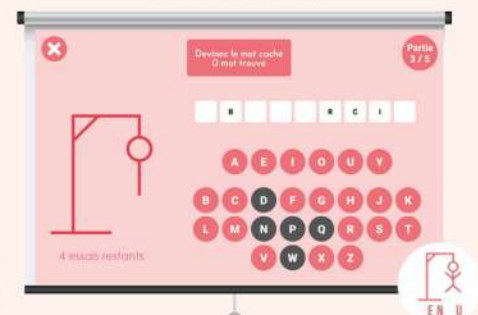 Devinez le mot caché
0 mot trouvé
Partie
3 / 5
B R C I
A E I O U Y
B C D F G H J K
L M N P Q R S T
V W X Z
4 essais restants
EN U